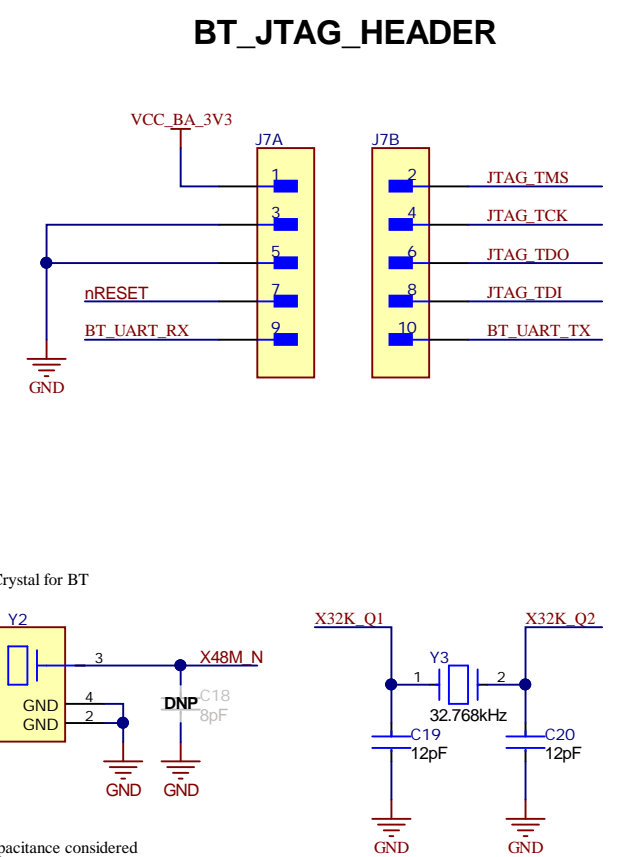 BT_JTAG_HEADER
VCC_BA_3V3
J7A
J7B
1
2
JTAG_TMS
3
4
JTAG_TCK
5
6
JTAG_TDO
nRESET
7
8
JTAG_TDI
BT_UART_RX
9
10
BT_UART_TX
GND
Crystal for BT
Y2
3
X48M_N
GND
4
GND
2
DNP
C18
8pF
GND
GND
X32K_Q1
X32K_Q2
Y3
1
2
32.768kHz
C19
12pF
C20
12pF
GND
GND
pacitance considered